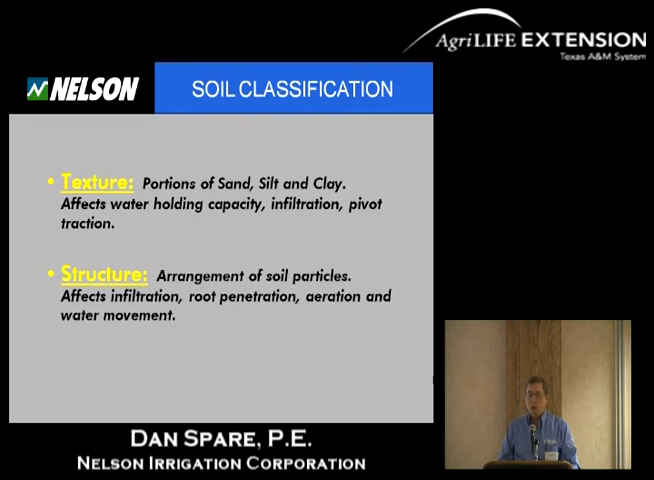 AgriLIFE EXTENSION
Texas A&M System
NELSON
SOIL CLASSIFICATION
• Texture: Portions of Sand, Silt and Clay.
Affects water holding capacity, infiltration, pivot
traction.
• Structure: Arrangement of soil particles.
Affects infiltration, root penetration, aeration and
water movement.
DAN SPARE, P.E.
NELSON IRRIGATION CORPORATION